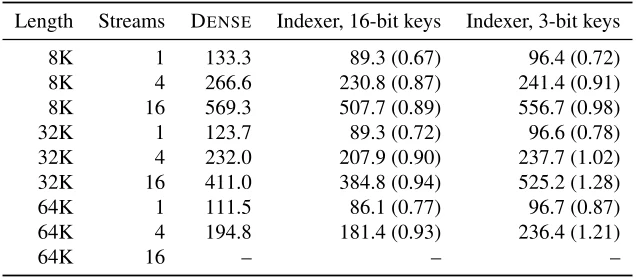 Length Streams DENSE Indexer, 16-bit keys Indexer, 3-bit keys
8K 1 133.3 89.3 (0.67) 96.4 (0.72)
8K 4 266.6 230.8 (0.87) 241.4 (0.91)
8K 16 569.3 507.7 (0.89) 556.7 (0.98)
32K 1 123.7 89.3 (0.72) 96.6 (0.78)
32K 4 232.0 207.9 (0.90) 237.7 (1.02)
32K 16 411.0 384.8 (0.94) 525.2 (1.28)
64K 1 111.5 86.1 (0.77) 96.7 (0.87)
64K 4 194.8 181.4 (0.93) 236.4 (1.21)
64K 16 – – –